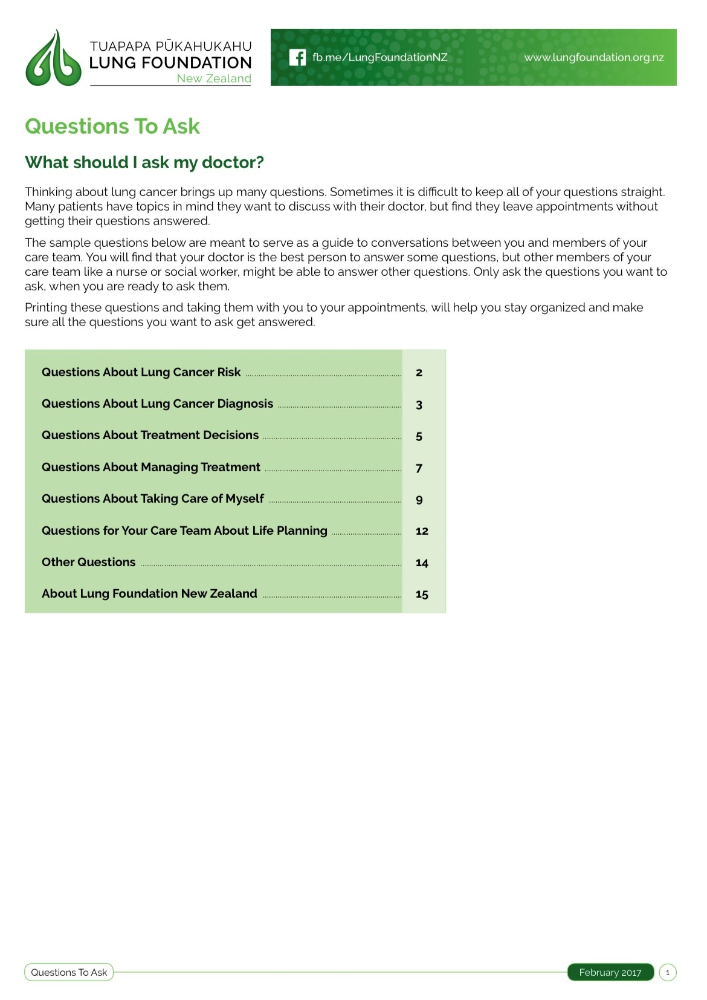 TUAPAPA PŪKAHUKAHU
LUNG FOUNDATION
New Zealand
fb.me/LungFoundationNZ
www.lungfoundation.org.nz
Questions To Ask
What should I ask my doctor?
Thinking about lung cancer brings up many questions. Sometimes it is difficult to keep all of your questions straight.
Many patients have topics in mind they want to discuss with their doctor, but find they leave appointments without
getting their questions answered.
The sample questions below are meant to serve as a guide to conversations between you and members of your
care team. You will find that your doctor is the best person to answer some questions, but other members of your
care team like a nurse or social worker, might be able to answer other questions. Only ask the questions you want to
ask, when you are ready to ask them.
Printing these questions and taking them with you to your appointments, will help you stay organized and make
sure all the questions you want to ask get answered.
Questions About Lung Cancer Risk 2
Questions About Lung Cancer Diagnosis 3
Questions About Treatment Decisions 5
Questions About Managing Treatment 7
Questions About Taking Care of Myself 9
Questions for Your Care Team About Life Planning 12
Other Questions 14
About Lung Foundation New Zealand 15
Questions To Ask
February 2017
1